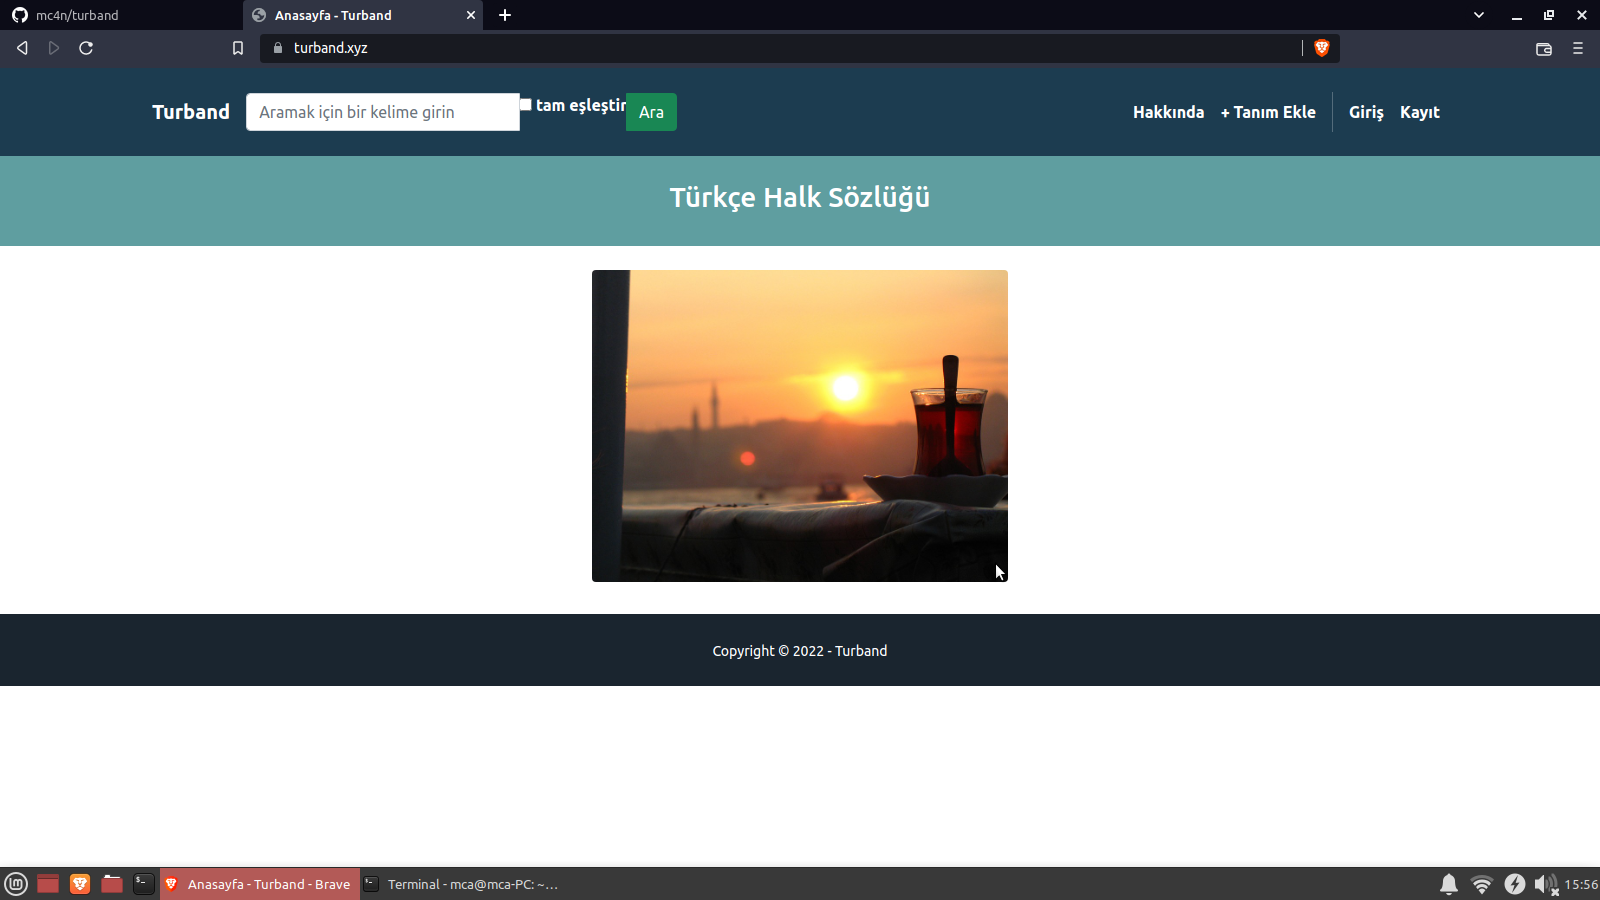 mc4n/turband
Anasayfa - Turband
turband.xyz
Turband
Aramak için bir kelime girin
tam eşleştir
Ara
Hakkında
+ Tanım Ekle
Giriş
Kayıt
Türkçe Halk Sözlüğü
Copyright © 2022 - Turband
Anasayfa - Turband - Brave
Terminal - mca@mca-PC: ~...
15:56